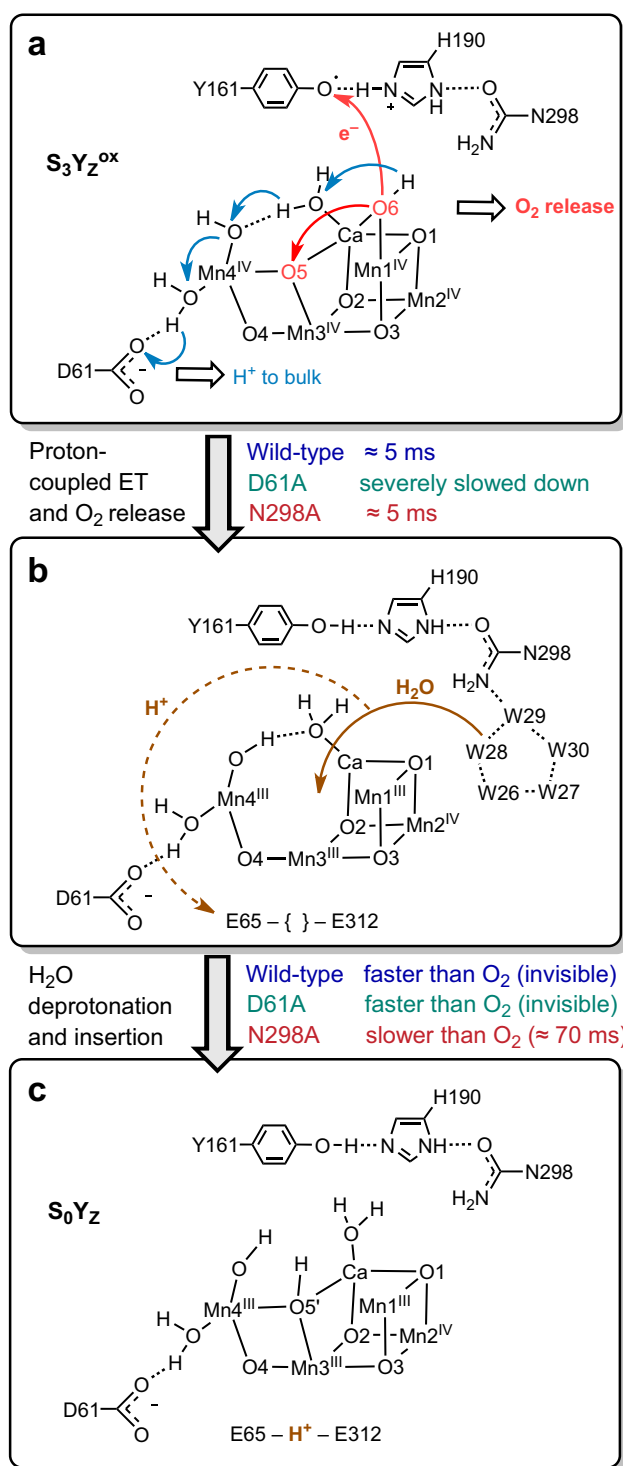 a
H190
Y161 O· H N + NH O
N298
H2N
e–
S3YZox
H
H H
O H O O6
O2 release
Ca O1
H Mn4IV O5 Mn1IV
O O2 Mn2IV
H
O4 Mn3IV O3
D61 O –
O
H+ to bulk
Proton-
coupled ET
and O2 release
Wild-type ≈ 5 ms
D61A severely slowed down
N298A ≈ 5 ms
b
H190
Y161 O H N NH O
N298
H2N
H+
H2O
W29
H H
H O
W28 W30
O
Ca O1
W26 W27
Mn4III Mn1III
H
O O2 Mn2IV
H
O4 Mn3III O3
D61 O –
O
E65 – { } – E312
H2O
deprotonation
and insertion
Wild-type faster than O2 (invisible)
D61A faster than O2 (invisible)
N298A slower than O2 (≈ 70 ms)
c
H190
Y161 O H N NH O
N298
H2N
S0YZ
H H
H O
O H
Ca O1
Mn4III O5' Mn1III
H O O2 Mn2IV
H
O4 Mn3III O3
D61 O –
O
E65 – H+ – E312